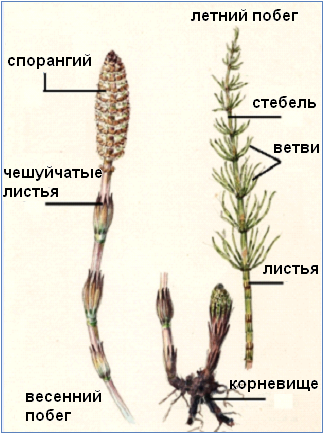 летний побег
спорангий
стебель
ветви
чешуйчатые
листья
листья
корневище
весенний
побег